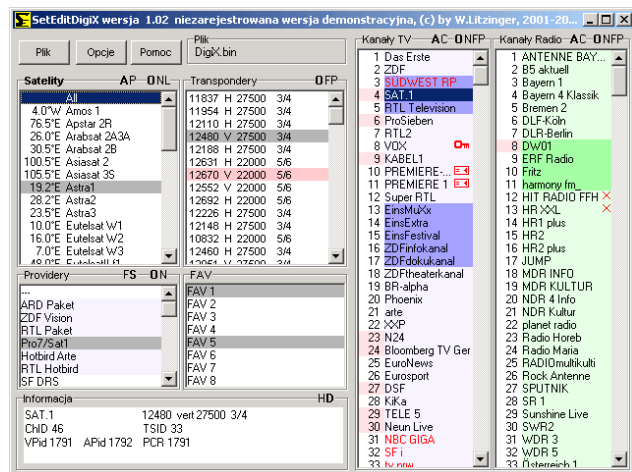 SetEditDigiX wersja 1.02 niezarejestrowana wersja demonstracyjna, (c) by W.Litzinger, 2001-20...
Plik
Opcje
Pomoc
Plik
DigiX.bin
Satelity AP ONL
All
4.0°W Amos 1
76.5°E Apstar 2R
26.0°E Arabsat 2A3A
30.5°E Arabsat 2B
100.5°E Asiasat 2
105.5°E Asiasat 3S
19.2°E Astra1
28.2°E Astra2
23.5°E Astra3
10.0°E Eutelsat W1
16.0°E Eutelsat W2
7.0°E Eutelsat W3
48.0°E Eutelsat II f1
Transpondery OFP
11837 H 27500 3/4
11954 H 27500 3/4
12110 H 27500 3/4
12480 V 27500 3/4
12188 H 27500 3/4
12631 H 22000 5/6
12670 V 22000 5/6
12552 V 22000 5/6
12692 H 22000 5/6
12226 H 27500 3/4
12148 H 27500 3/4
10832 H 22000 5/6
12460 H 27500 3/4
12051 V 27500 3/4
Providery FS ON
---
ARD Paket
ZDF Vision
RTL Paket
Pro7/Sat1
Hotbird Arte
RTL Hotbird
SF DRS
FAV
FAV 1
FAV 2
FAV 3
FAV 4
FAV 5
FAV 6
FAV 7
FAV 8
Informacja HD
SAT.1 12480 vert 27500 3/4
ChID 46 TSID 33
VPid 1791 APid 1792 PCR 1791
Kanały TV AC ONFP
1 Das Erste
2 ZDF
3 SÜDWEST RP
4 SAT.1
5 RTL Television
6 ProSieben
7 RTL2
8 VOX
9 KABEL1
10 PREMIERE-...
11 PREMIERE 1
12 Super RTL
13 EinsMuXx
14 EinsExtra
15 EinsFestival
16 ZDFinfokanal
17 ZDFdokukanal
18 ZDFtheaterkanal
19 BR-alpha
20 Phoenix
21 arte
22 XXP
23 N24
24 Bloomberg TV Ger
25 EuroNews
26 Eurosport
27 DSF
28 KiKa
29 TELE 5
30 Neun Live
31 NBC GIGA
32 SF i
33 tv.nrw
Kanały Radio AC ONFP
1 ANTENNE BAY...
2 B5 aktuell
3 Bayern 1
4 Bayern 4 Klassik
5 Bremen 2
6 DLF-Köln
7 DLR-Berlin
8 DW01
9 ERF Radio
10 Fritz
11 harmony fm_
12 HIT RADIO FFH
13 HR XXL
14 HR1 plus
15 HR2
16 HR2 plus
17 JUMP
18 MDR INFO
19 MDR KULTUR
20 NDR 4 Info
21 NDR Kultur
22 planet radio
23 Radio Horeb
24 Radio Maria
25 RADIOmultikulti
26 Rock Antenne
27 SPUTNIK
28 SR 1
29 Sunshine Live
30 SWR2
31 WDR 3
32 WDR 5
33 Österreich 1